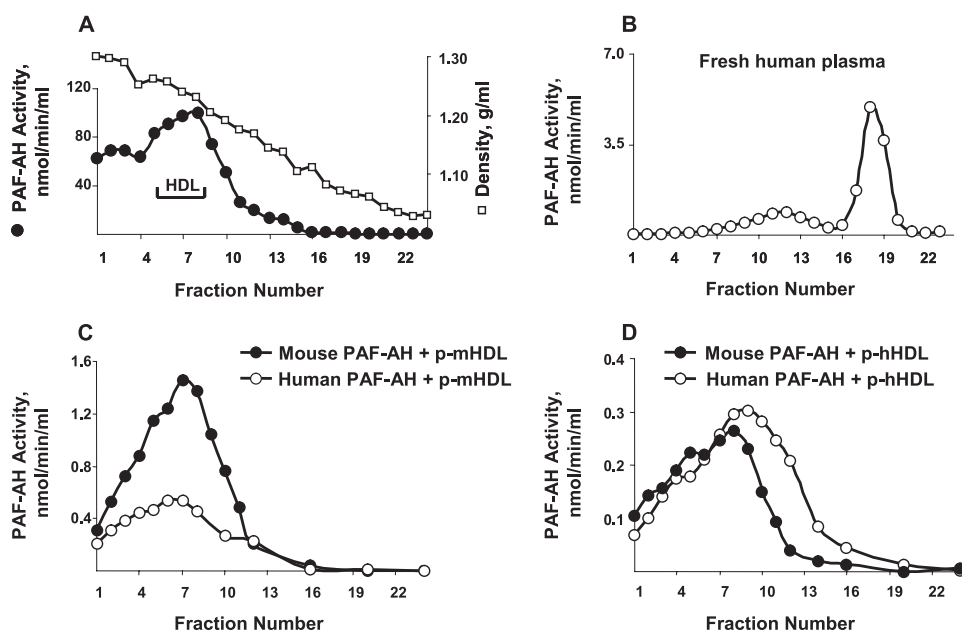 A
PAF-AH Activity,
nmol/min/ml
120
80
40
1.30
1.20
1.10
Density, g/ml
HDL
1 4 7 10 13 16 19 22
Fraction Number
B
Fresh human plasma
PAF-AH Activity,
nmol/min/ml
7.0
3.5
1 4 7 10 13 16 19 22
Fraction Number
C
Mouse PAF-AH + p-mHDL
Human PAF-AH + p-mHDL
PAF-AH Activity,
nmol/min/ml
1.6
1.2
0.8
0.4
1 4 7 10 13 16 19 22
Fraction Number
D
Mouse PAF-AH + p-hHDL
Human PAF-AH + p-hHDL
PAF-AH Activity,
nmol/min/ml
0.4
0.3
0.2
0.1
1 4 7 10 13 16 19 22
Fraction Number